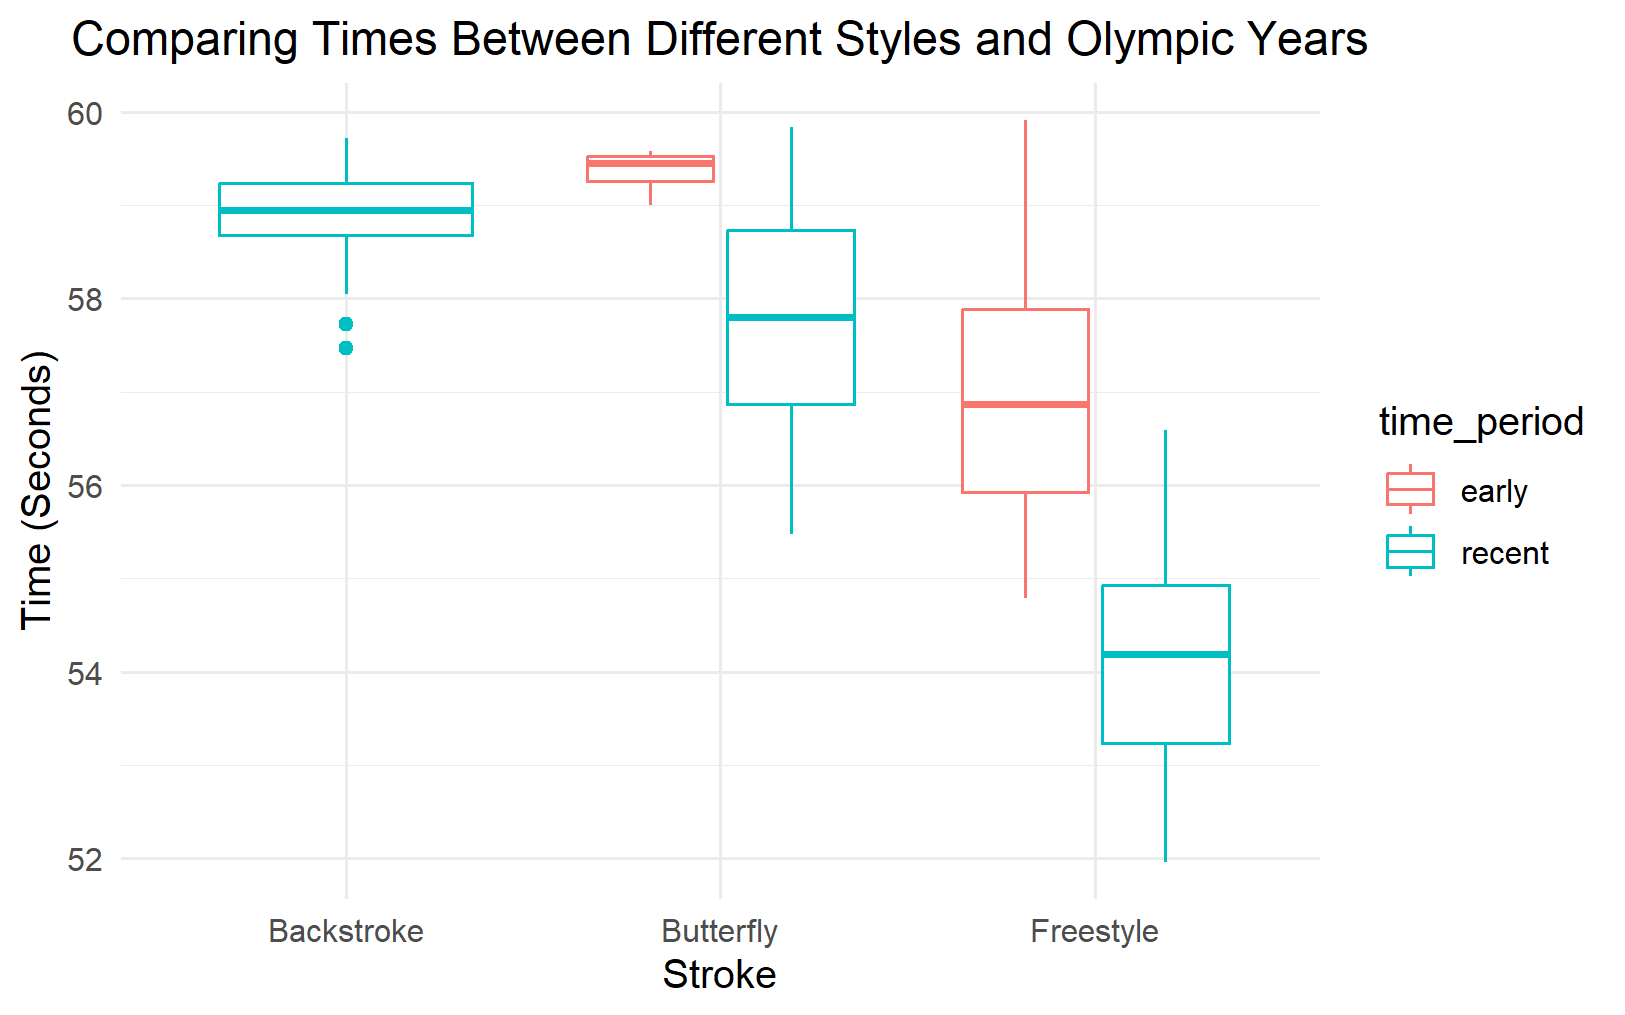 Comparing Times Between Different Styles and Olympic Years
60
58
56
54
52
Time (Seconds)
Backstroke
Butterfly
Freestyle
Stroke
time_period
early
recent